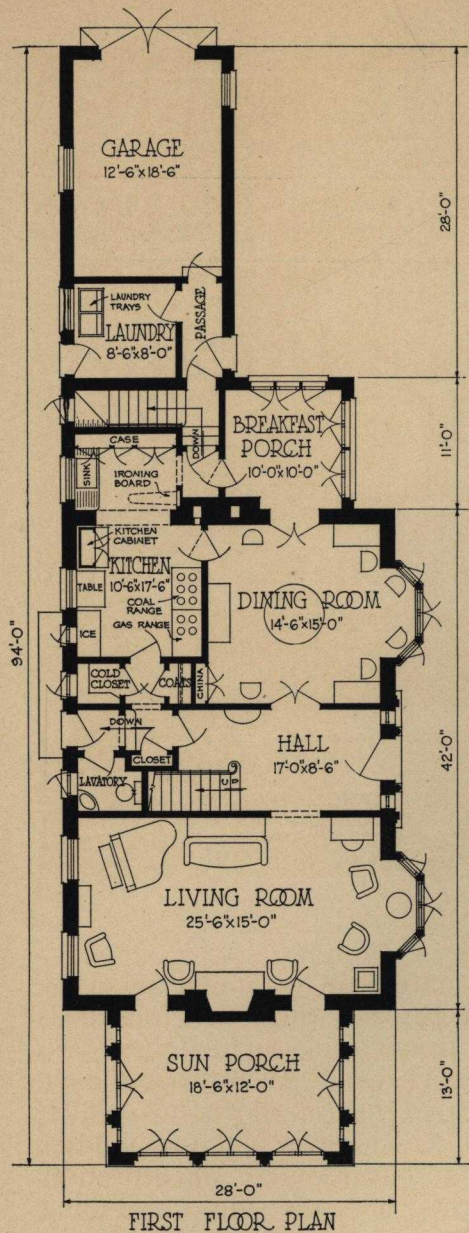 GARAGE
12'-6"x18'-6"
28'-0"
LAUNDRY
TRAYS
LAUNDRY
8'-6"x8'-0"
PASSAGE
CASE
DOWN
BREAKFAST
PORCH
10'-0"x10'-0"
11'-0"
SINK
IRONING
BOARD
KITCHEN
CABINET
KITCHEN
10'-6"x17'-6"
TABLE
COAL
RANGE
GAS RANGE
ICE
DINING ROOM
14'-6"x15'-0"
94'-0"
COLD
CLOSET
COATS
CHINA
DOWN
HALL
17'-0"x8'-6"
42'-0"
CLOSET
LAVATORY
UP
LIVING ROOM
25'-6"x15'-0"
SUN PORCH
18'-6"x12'-0"
13'-0"
28'-0"
FIRST FLOOR PLAN